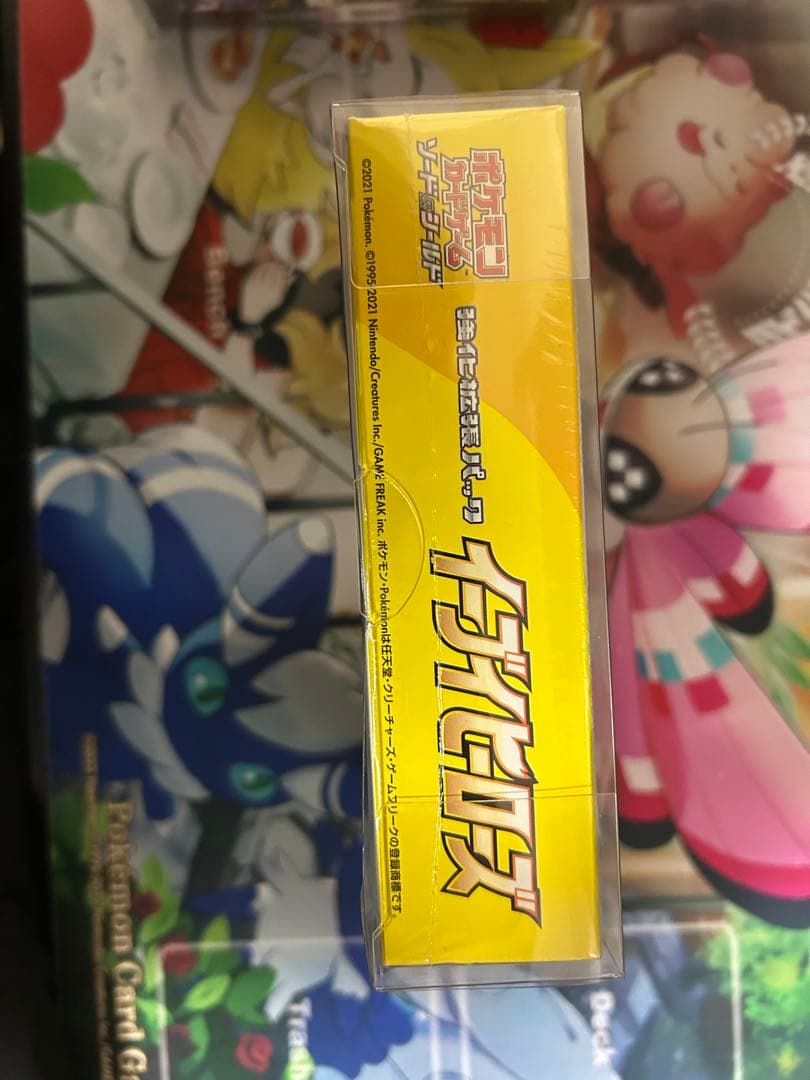 ポケモン
カードゲーム
ソード&シールド
強化拡張パック
イーブイヒーローズ
©2021 Pokémon. ©1995-2021 Nintendo/Creatures Inc./GAME FREAK inc. ポケモン・Pokémonは任天堂・クリーチャーズ・ゲームフリークの登録商標です。
Bench
Pokémon Card G
Trash
Deck